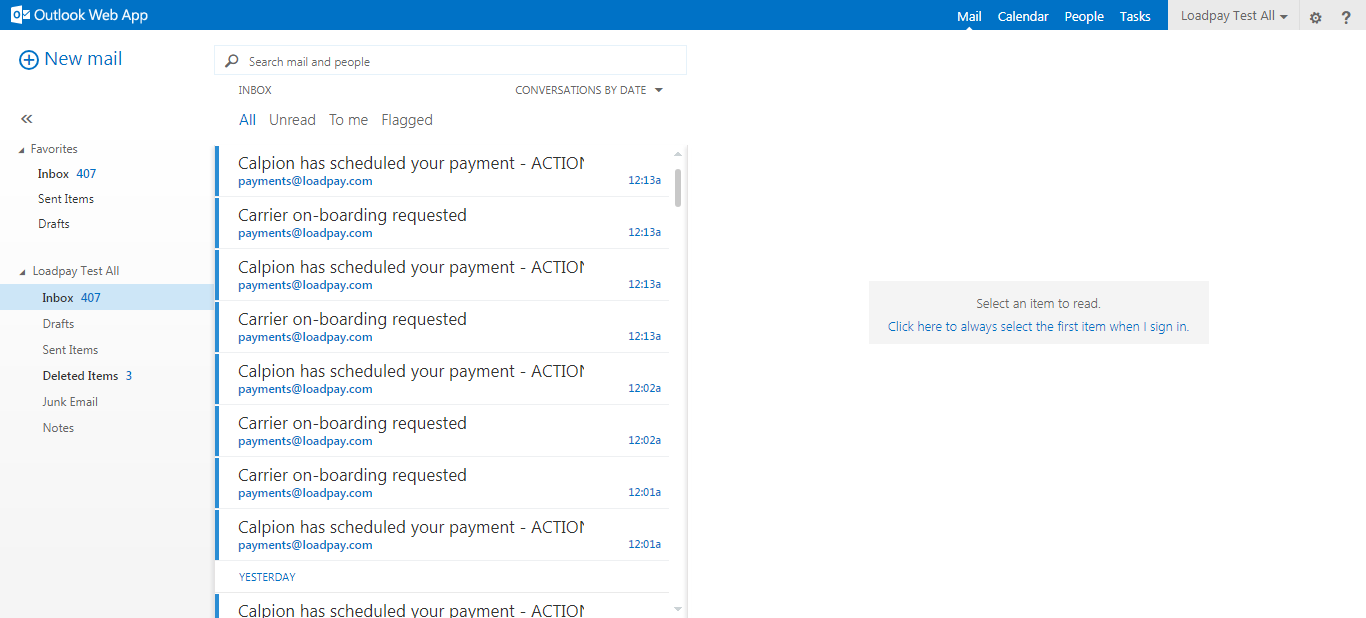 Outlook Web App
Mail Calendar People Tasks Loadpay Test All ?
New mail
Search mail and people
INBOX CONVERSATIONS BY DATE
All Unread To me Flagged
Favorites
Inbox 407
Sent Items
Drafts
Loadpay Test All
Inbox 407
Drafts
Sent Items
Deleted Items 3
Junk Email
Notes
Calpion has scheduled your payment - ACTION
payments@loadpay.com 12:13a
Carrier on-boarding requested
payments@loadpay.com 12:13a
Calpion has scheduled your payment - ACTION
payments@loadpay.com 12:13a
Carrier on-boarding requested
payments@loadpay.com 12:13a
Calpion has scheduled your payment - ACTION
payments@loadpay.com 12:02a
Carrier on-boarding requested
payments@loadpay.com 12:02a
Carrier on-boarding requested
payments@loadpay.com 12:01a
Calpion has scheduled your payment - ACTION
payments@loadpay.com 12:01a
YESTERDAY
Calpion has scheduled your payment - ACTION
Select an item to read.
Click here to always select the first item when I sign in.